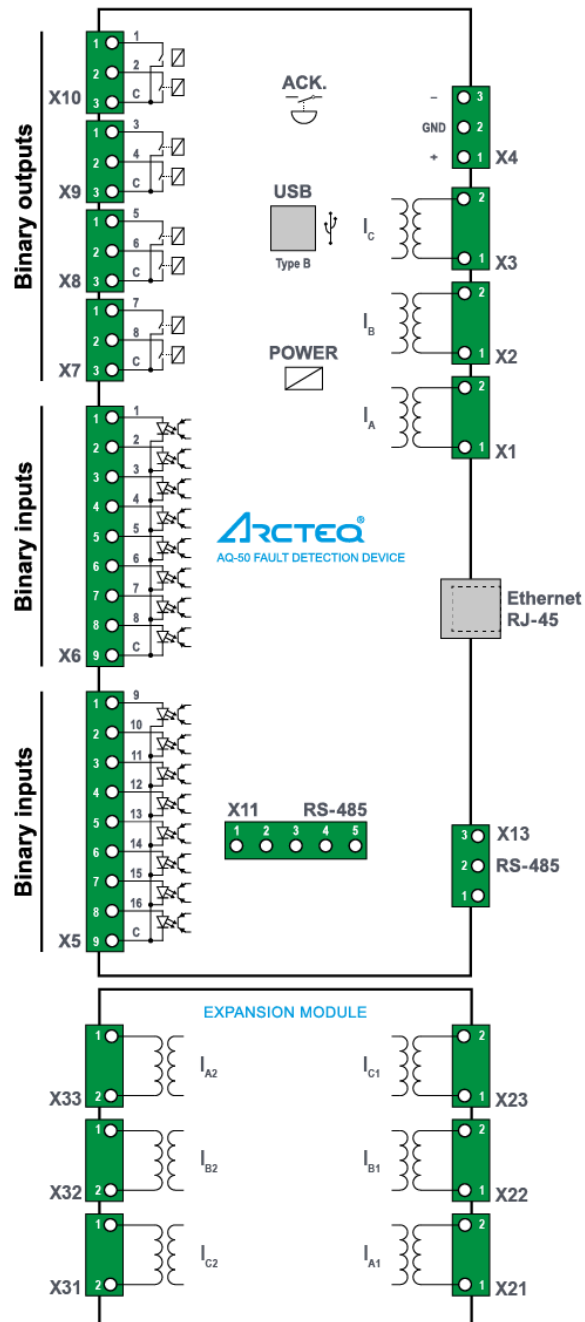 Binary outputs
1 1
2 2
X10 3 C
1 3
2 4
X9 3 C
1 5
2 6
X8 3 C
1 7
2 8
X7 3 C
ACK.
USB
Type B
POWER
– 3
GND 2
+ 1 X4
2
IC
1 X3
2
IB
1 X2
2
IA
1 X1
Binary inputs
1 1
2 2
3 3
4 4
5 5
6 6
7 7
8 8
X6 9 C
ARCTEQ®
AQ-50 FAULT DETECTION DEVICE
Ethernet
RJ-45
Binary inputs
1 9
2 10
3 11
4 12
5 13
6 14
7 15
8 16
X5 9 C
X11 RS-485
1 2 3 4 5
3 X13
2 RS-485
1
EXPANSION MODULE
1
IA2
X33 2
2
IC1
1 X23
1
IB2
X32 2
2
IB1
1 X22
1
IC2
X31 2
2
IA1
1 X21